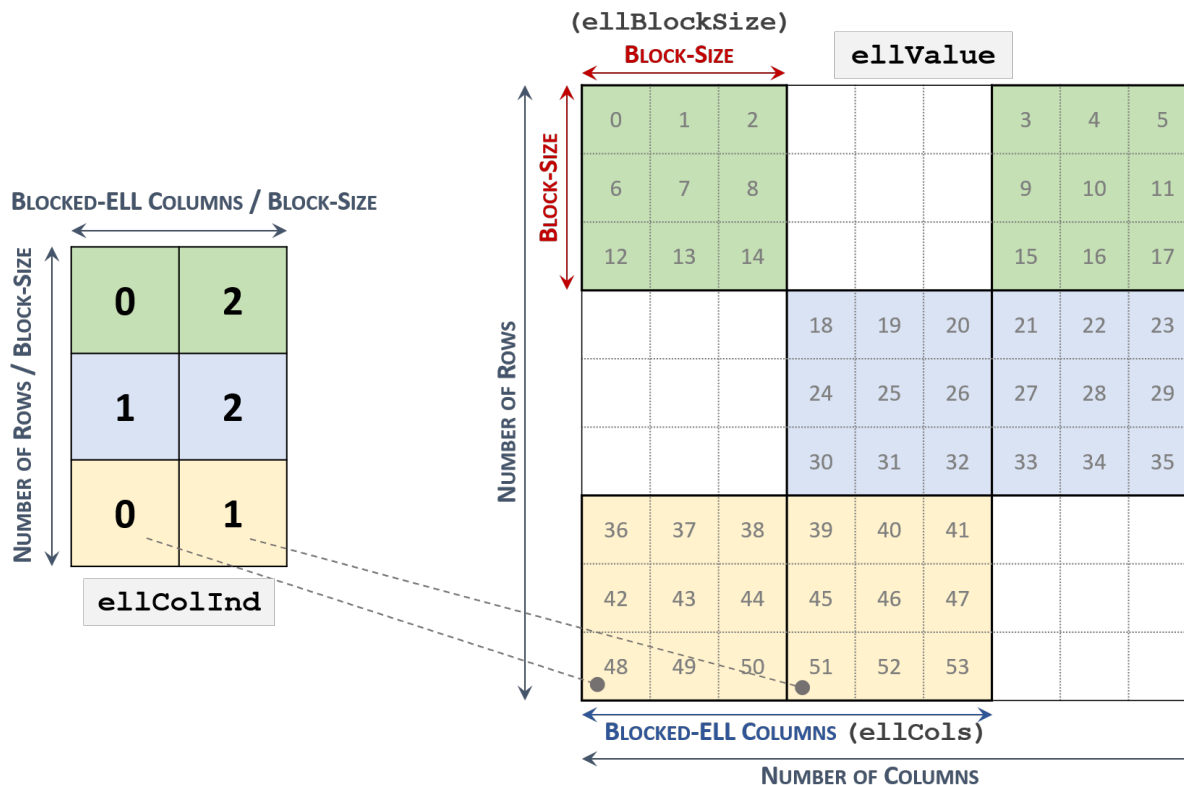 (ellBlockSize)
BLOCK-SIZE
ellValue
BLOCK-SIZE
NUMBER OF ROWS
0 1 2 3 4 5
6 7 8 9 10 11
12 13 14 15 16 17
18 19 20 21 22 23
24 25 26 27 28 29
30 31 32 33 34 35
36 37 38 39 40 41
42 43 44 45 46 47
48 49 50 51 52 53
BLOCKED-ELL COLUMNS (ellCols)
NUMBER OF COLUMNS
BLOCKED-ELL COLUMNS / BLOCK-SIZE
NUMBER OF ROWS / BLOCK-SIZE
0 2
1 2
0 1
ellColInd